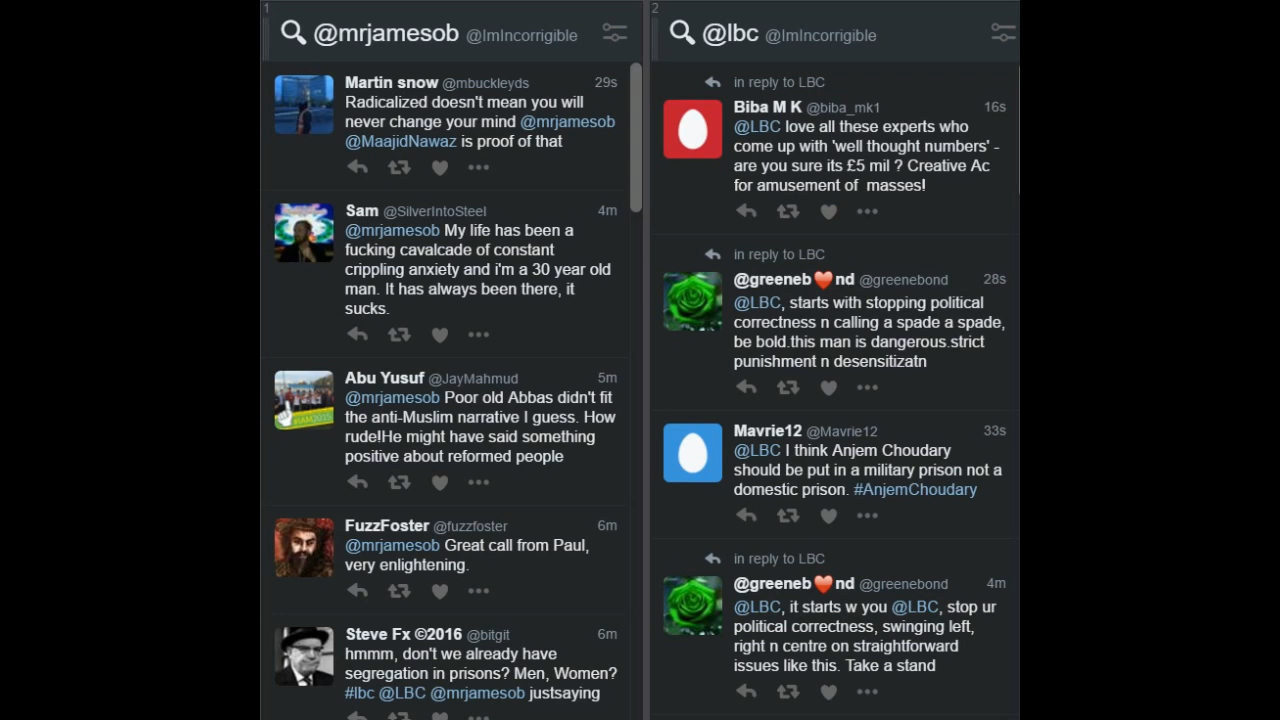 1
@mrjamesob @ImIncorrigible
Martin snow @mbuckleyds 29s
Radicalized doesn't mean you will
never change your mind @mrjamesob
@MaajidNawaz is proof of that
Sam @SilverIntoSteel 4m
@mrjamesob My life has been a
fucking cavalcade of constant
crippling anxiety and i'm a 30 year old
man. It has always been there, it
sucks.
Abu Yusuf @JayMahmud 5m
@mrjamesob Poor old Abbas didn't fit
the anti-Muslim narrative I guess. How
rude!He might have said something
positive about reformed people
FuzzFoster @fuzzfoster 6m
@mrjamesob Great call from Paul,
very enlightening.
Steve Fx ©2016 @bitgit 6m
hmmm, don't we already have
segregation in prisons? Men, Women?
#lbc @LBC @mrjamesob justsaying
2
@lbc @ImIncorrigible
in reply to LBC
Biba M K @biba_mk1 16s
@LBC love all these experts who
come up with 'well thought numbers' -
are you sure its £5 mil ? Creative Ac
for amusement of masses!
in reply to LBC
@greeneb♥nd @greenebond 28s
@LBC, starts with stopping political
correctness n calling a spade a spade,
be bold.this man is dangerous.strict
punishment n desensitizatn
Mavrie12 @Mavrie12 33s
@LBC I think Anjem Choudary
should be put in a military prison not a
domestic prison. #AnjemChoudary
in reply to LBC
@greeneb♥nd @greenebond 4m
@LBC, it starts w you @LBC, stop ur
political correctness, swinging left,
right n centre on straightforward
issues like this. Take a stand